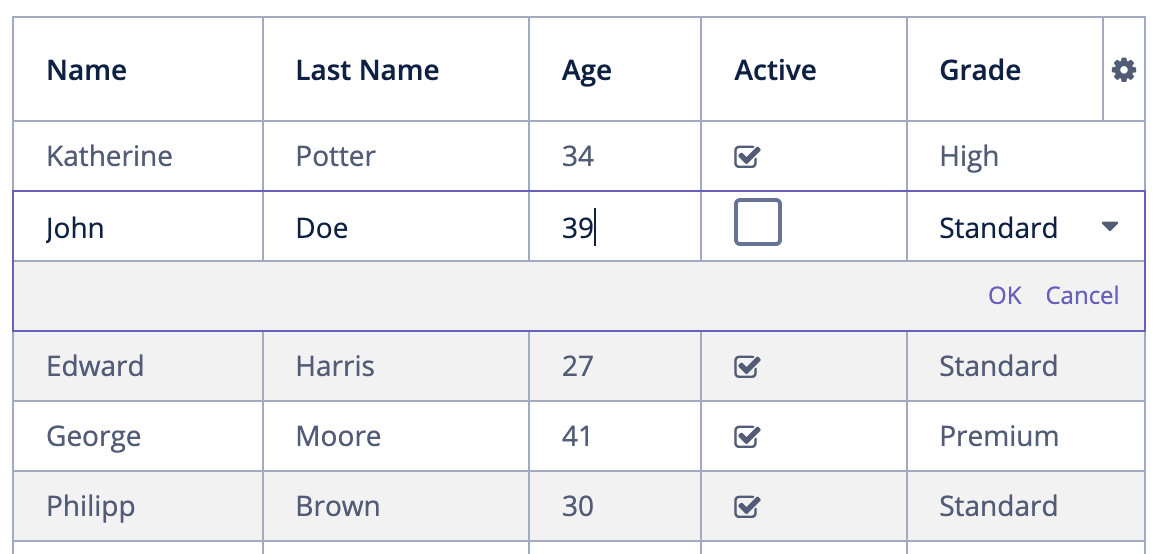 Name Last Name Age Active Grade
Katherine Potter 34 High
John Doe 39 Standard
OK Cancel
Edward Harris 27 Standard
George Moore 41 Premium
Philipp Brown 30 Standard